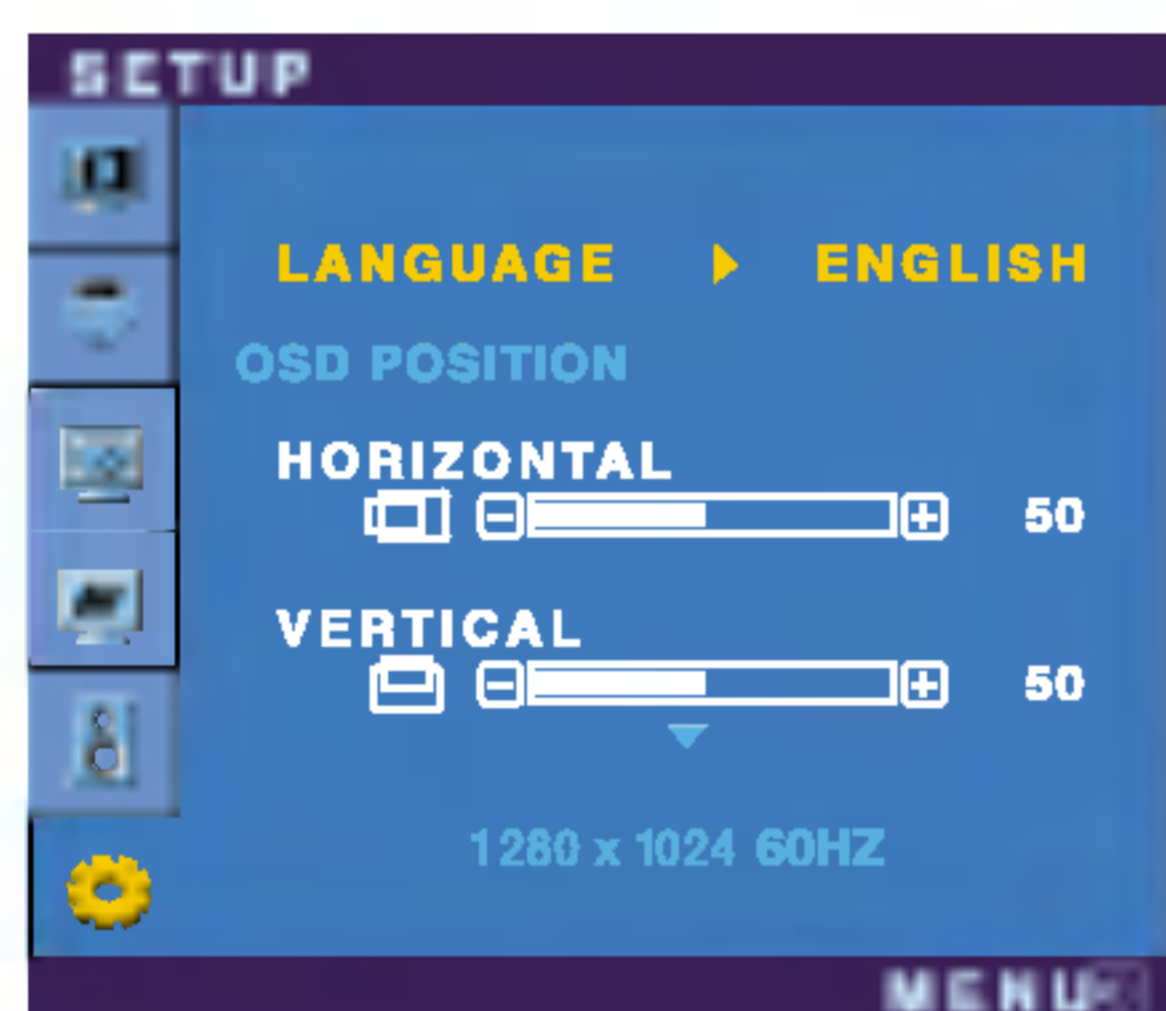 SETUP
LANGUAGE ENGLISH
OSD POSITION
HORIZONTAL
50
VERTICAL
50
1280 x 1024 60HZ
MENU